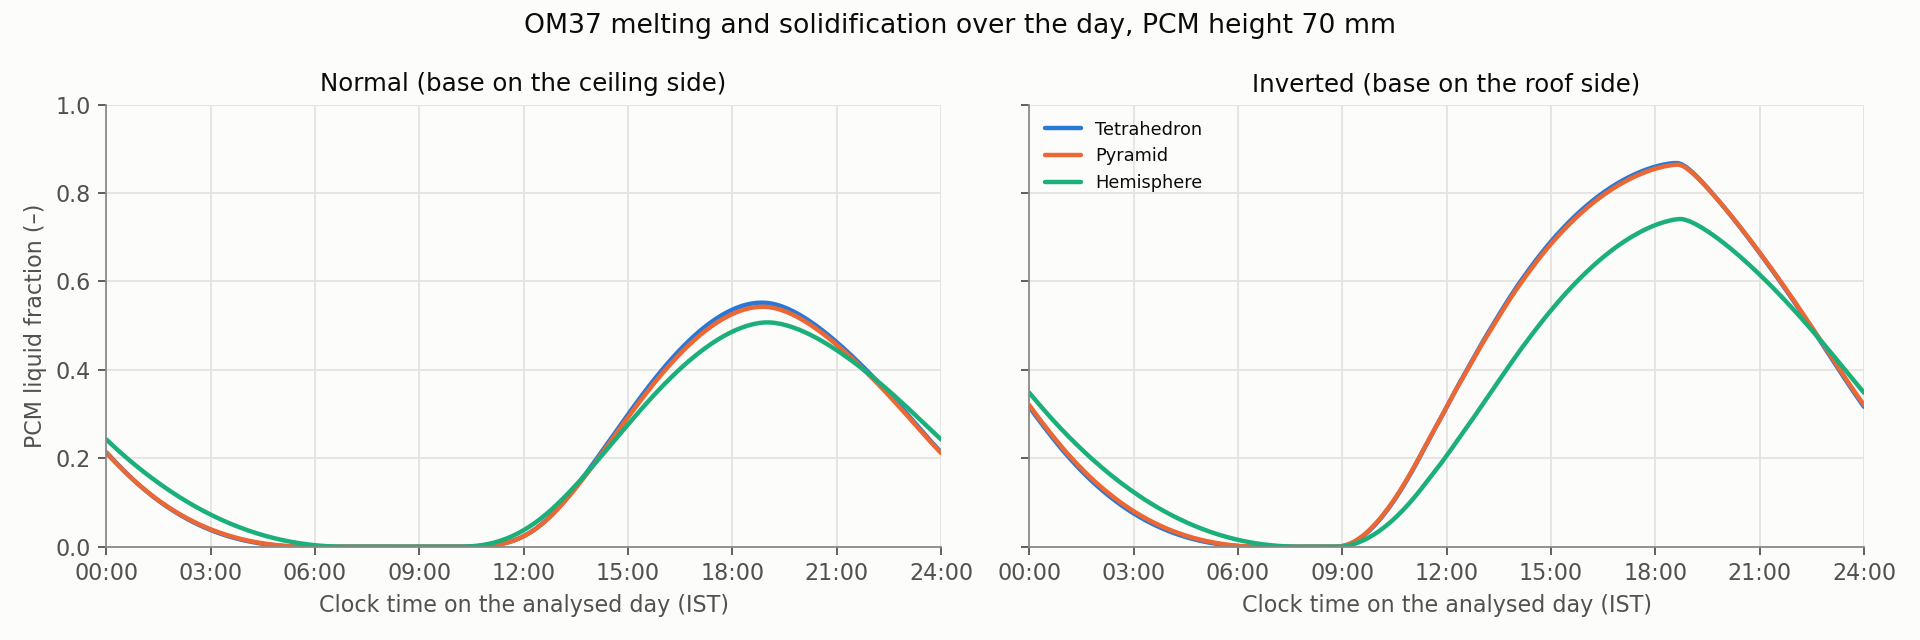 OM37 melting and solidification over the day, PCM height 70 mm
Normal (base on the ceiling side)
PCM liquid fraction (–)
1.0
0.8
0.6
0.4
0.2
0.0
00:00 03:00 06:00 09:00 12:00 15:00 18:00 21:00 24:00
Clock time on the analysed day (IST)
Inverted (base on the roof side)
Tetrahedron
Pyramid
Hemisphere
00:00 03:00 06:00 09:00 12:00 15:00 18:00 21:00 24:00
Clock time on the analysed day (IST)